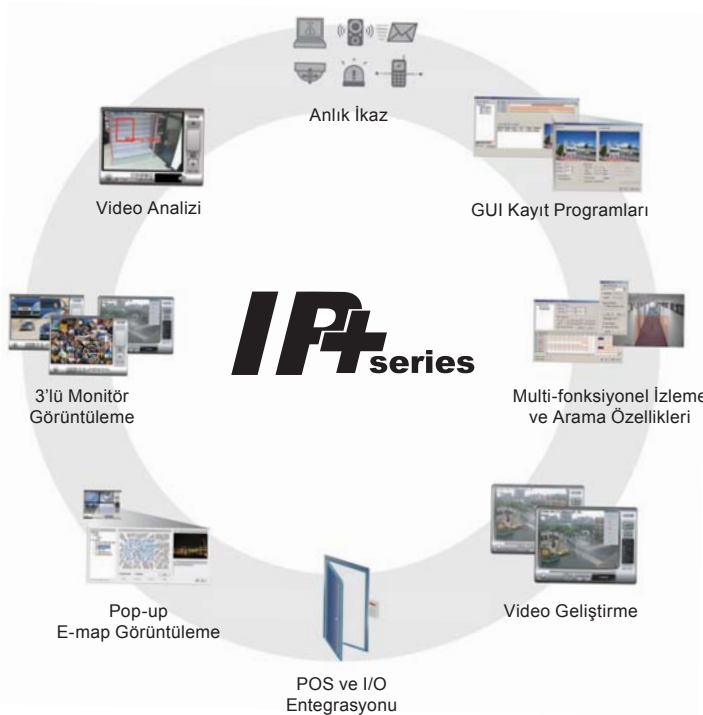 Anlık İkaz
Video Analizi
GUI Kayıt Programları
IP+ series
3'lü Monitör
Görüntüleme
Multi-fonksiyonel İzleme
ve Arama Özellikleri
Pop-up
E-map Görüntüleme
Video Geliştirme
POS ve I/O
Entegrasyonu